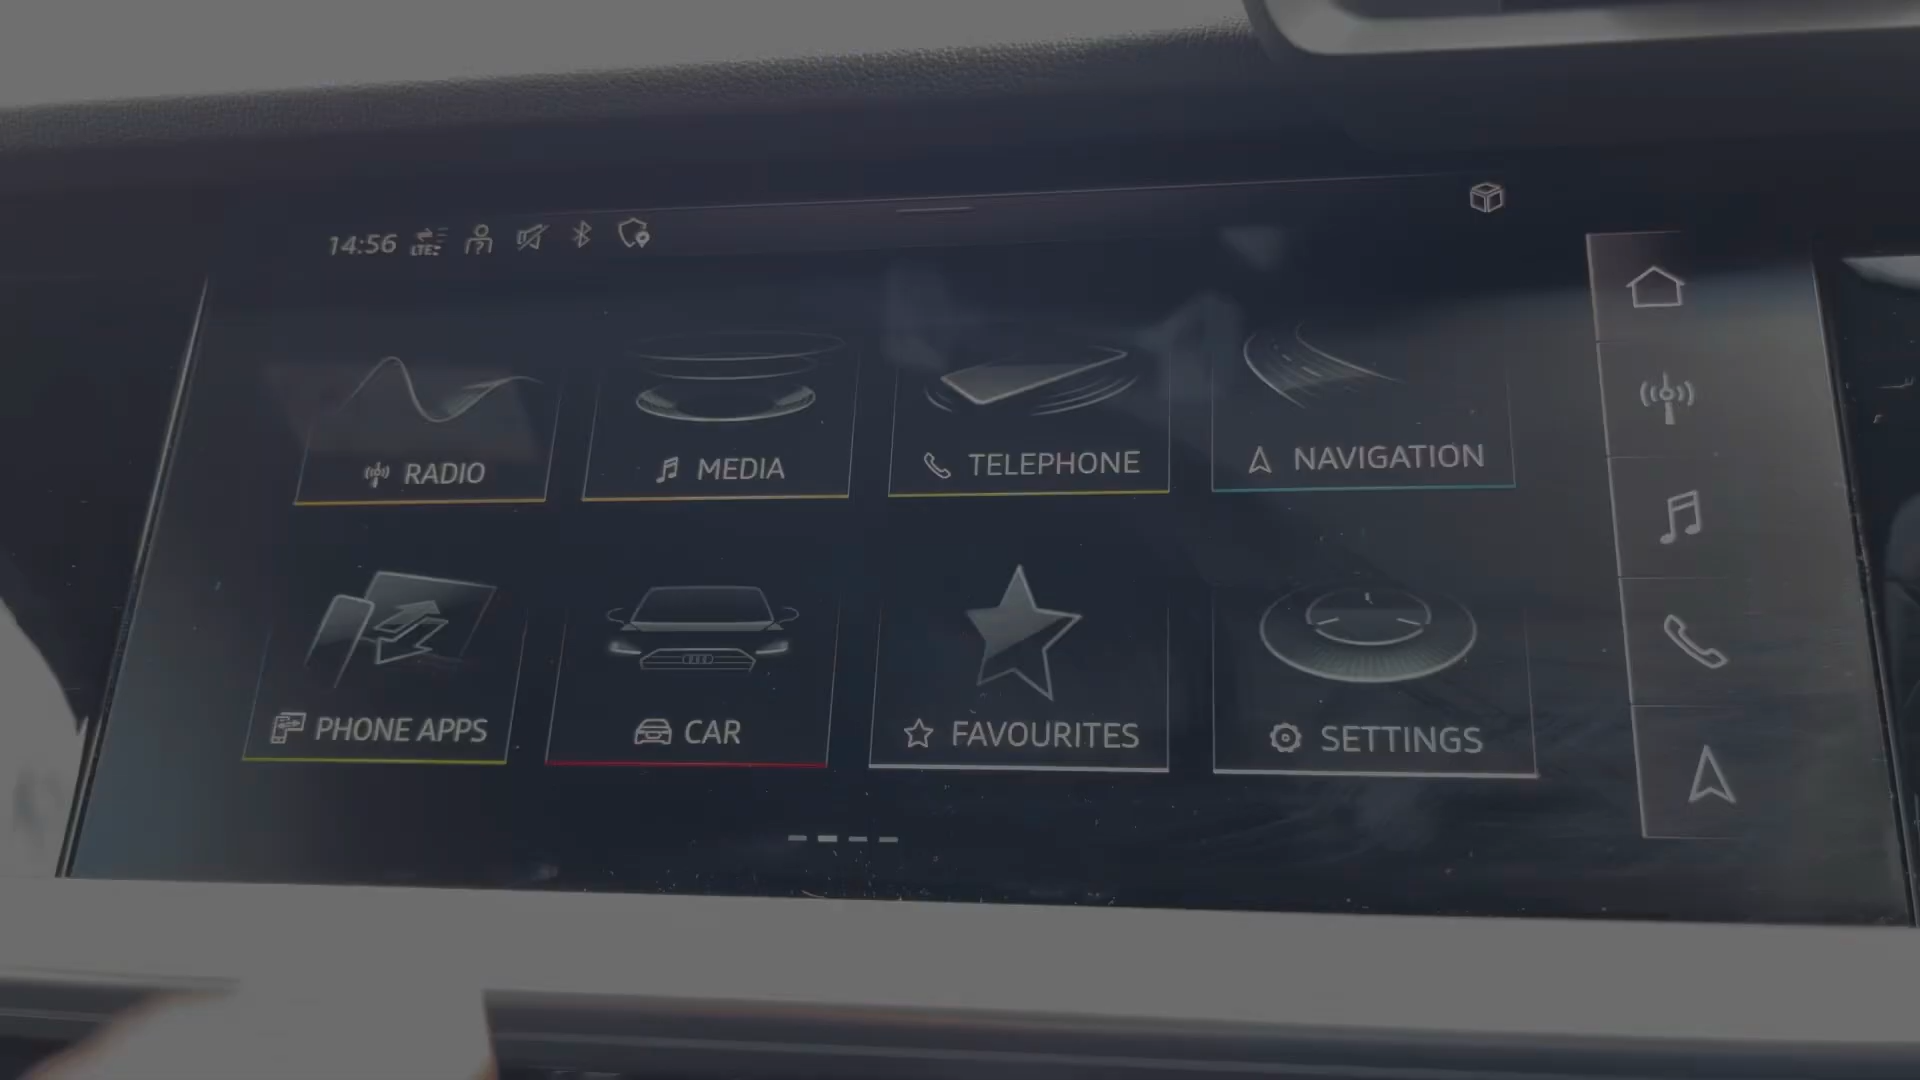 14:56 LTE
RADIO
MEDIA
TELEPHONE
NAVIGATION
PHONE APPS
CAR
FAVOURITES
SETTINGS